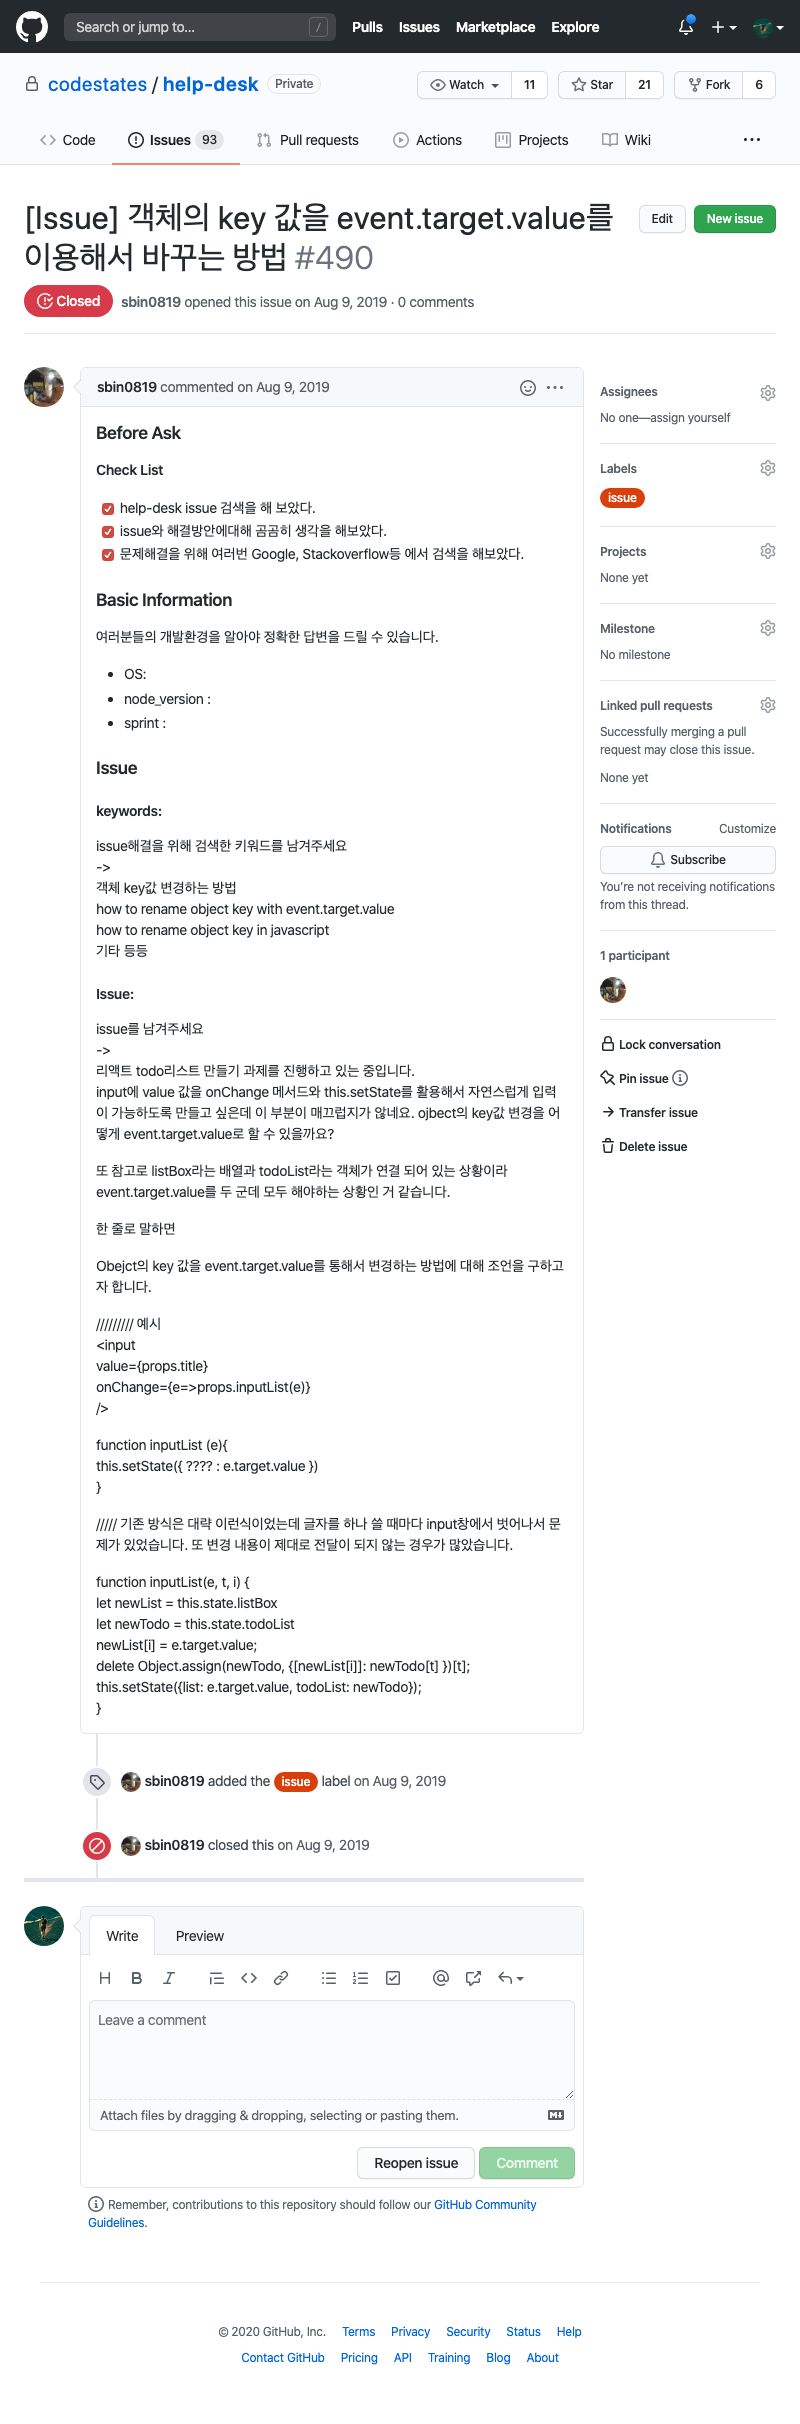 Search or jump to... /
Pulls Issues Marketplace Explore
codestates / help-desk Private
Watch 11 Star 21 Fork 6
Code Issues 93 Pull requests Actions Projects Wiki
[Issue] 객체의 key 값을 event.target.value를
이용해서 바꾸는 방법 #490
Edit New issue
Closed sbin0819 opened this issue on Aug 9, 2019 · 0 comments
sbin0819 commented on Aug 9, 2019
Before Ask
Check List
help-desk issue 검색을 해 보았다.
issue와 해결방안에대해 곰곰히 생각을 해보았다.
문제해결을 위해 여러번 Google, Stackoverflow등 에서 검색을 해보았다.
Basic Information
여러분들의 개발환경을 알아야 정확한 답변을 드릴 수 있습니다.
• OS:
• node_version :
• sprint :
Issue
keywords:
issue해결을 위해 검색한 키워드를 남겨주세요
->
객체 key값 변경하는 방법
how to rename object key with event.target.value
how to rename object key in javascript
기타 등등
Issue:
issue를 남겨주세요
->
리액트 todo리스트 만들기 과제를 진행하고 있는 중입니다.
input에 value 값을 onChange 메서드와 this.setState를 활용해서 자연스럽게 입력
이 가능하도록 만들고 싶은데 이 부분이 매끄럽지가 않네요. ojbect의 key값 변경을 어
떻게 event.target.value로 할 수 있을까요?
또 참고로 listBox라는 배열과 todoList라는 객체가 연결 되어 있는 상황이라
event.target.value를 두 군데 모두 해야하는 상황인 거 같습니다.
한 줄로 말하면
Obejct의 key 값을 event.target.value를 통해서 변경하는 방법에 대해 조언을 구하고
자 합니다.
///////// 예시
<input
value={props.title}
onChange={e=>props.inputList(e)}
/>
function inputList (e){
this.setState({ ???? : e.target.value })
}
///// 기존 방식은 대략 이런식이었는데 글자를 하나 쓸 때마다 input창에서 벗어나서 문
제가 있었습니다. 또 변경 내용이 제대로 전달이 되지 않는 경우가 많았습니다.
function inputList(e, t, i) {
let newList = this.state.listBox
let newTodo = this.state.todoList
newList[i] = e.target.value;
delete Object.assign(newTodo, {[newList[i]]: newTodo[t] })[t];
this.setState({list: e.target.value, todoList: newTodo});
}
sbin0819 added the issue label on Aug 9, 2019
sbin0819 closed this on Aug 9, 2019
Assignees
No one—assign yourself
Labels
issue
Projects
None yet
Milestone
No milestone
Linked pull requests
Successfully merging a pull
request may close this issue.
None yet
Notifications Customize
Subscribe
You're not receiving notifications
from this thread.
1 participant
Lock conversation
Pin issue
Transfer issue
Delete issue
Write Preview
Leave a comment
Attach files by dragging & dropping, selecting or pasting them.
Reopen issue Comment
Remember, contributions to this repository should follow our GitHub Community
Guidelines.
© 2020 GitHub, Inc. Terms Privacy Security Status Help
Contact GitHub Pricing API Training Blog About